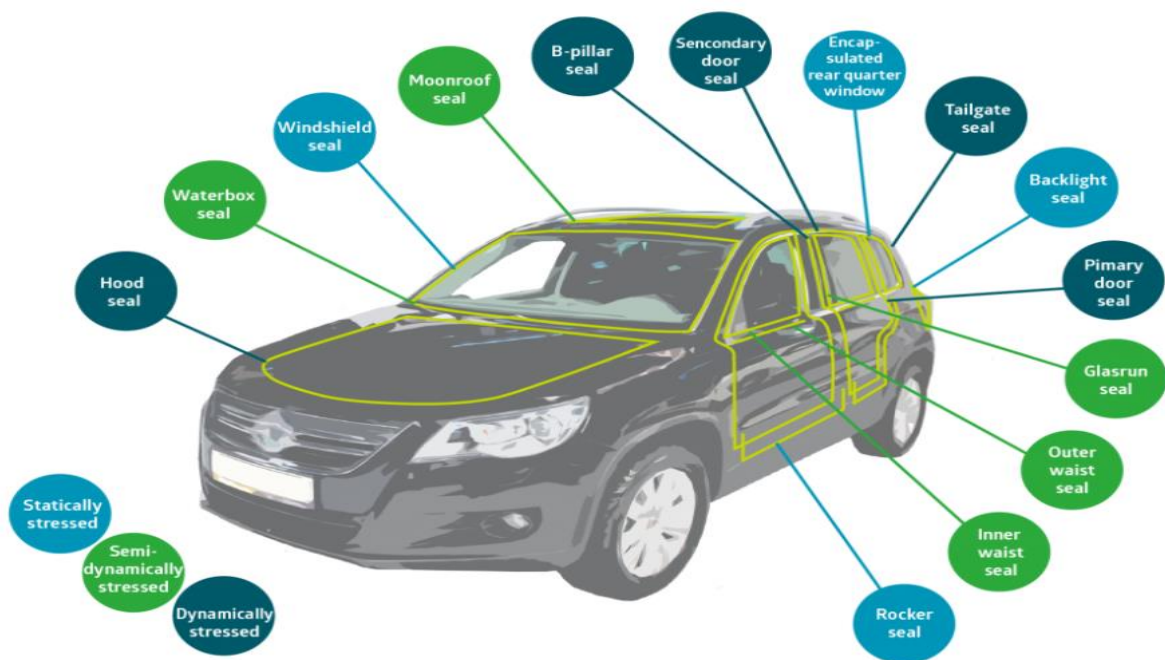 B-pillar
seal
Sencondary
door
seal
Encap-
sulated
rear quarter
window
Moonroof
seal
Tailgate
seal
Windshield
seal
Backlight
seal
Waterbox
seal
Hood
seal
Pimary
door
seal
Glasrun
seal
Outer
waist
seal
Inner
waist
seal
Rocker
seal
Statically
stressed
Semi-
dynamically
stressed
Dynamically
stressed